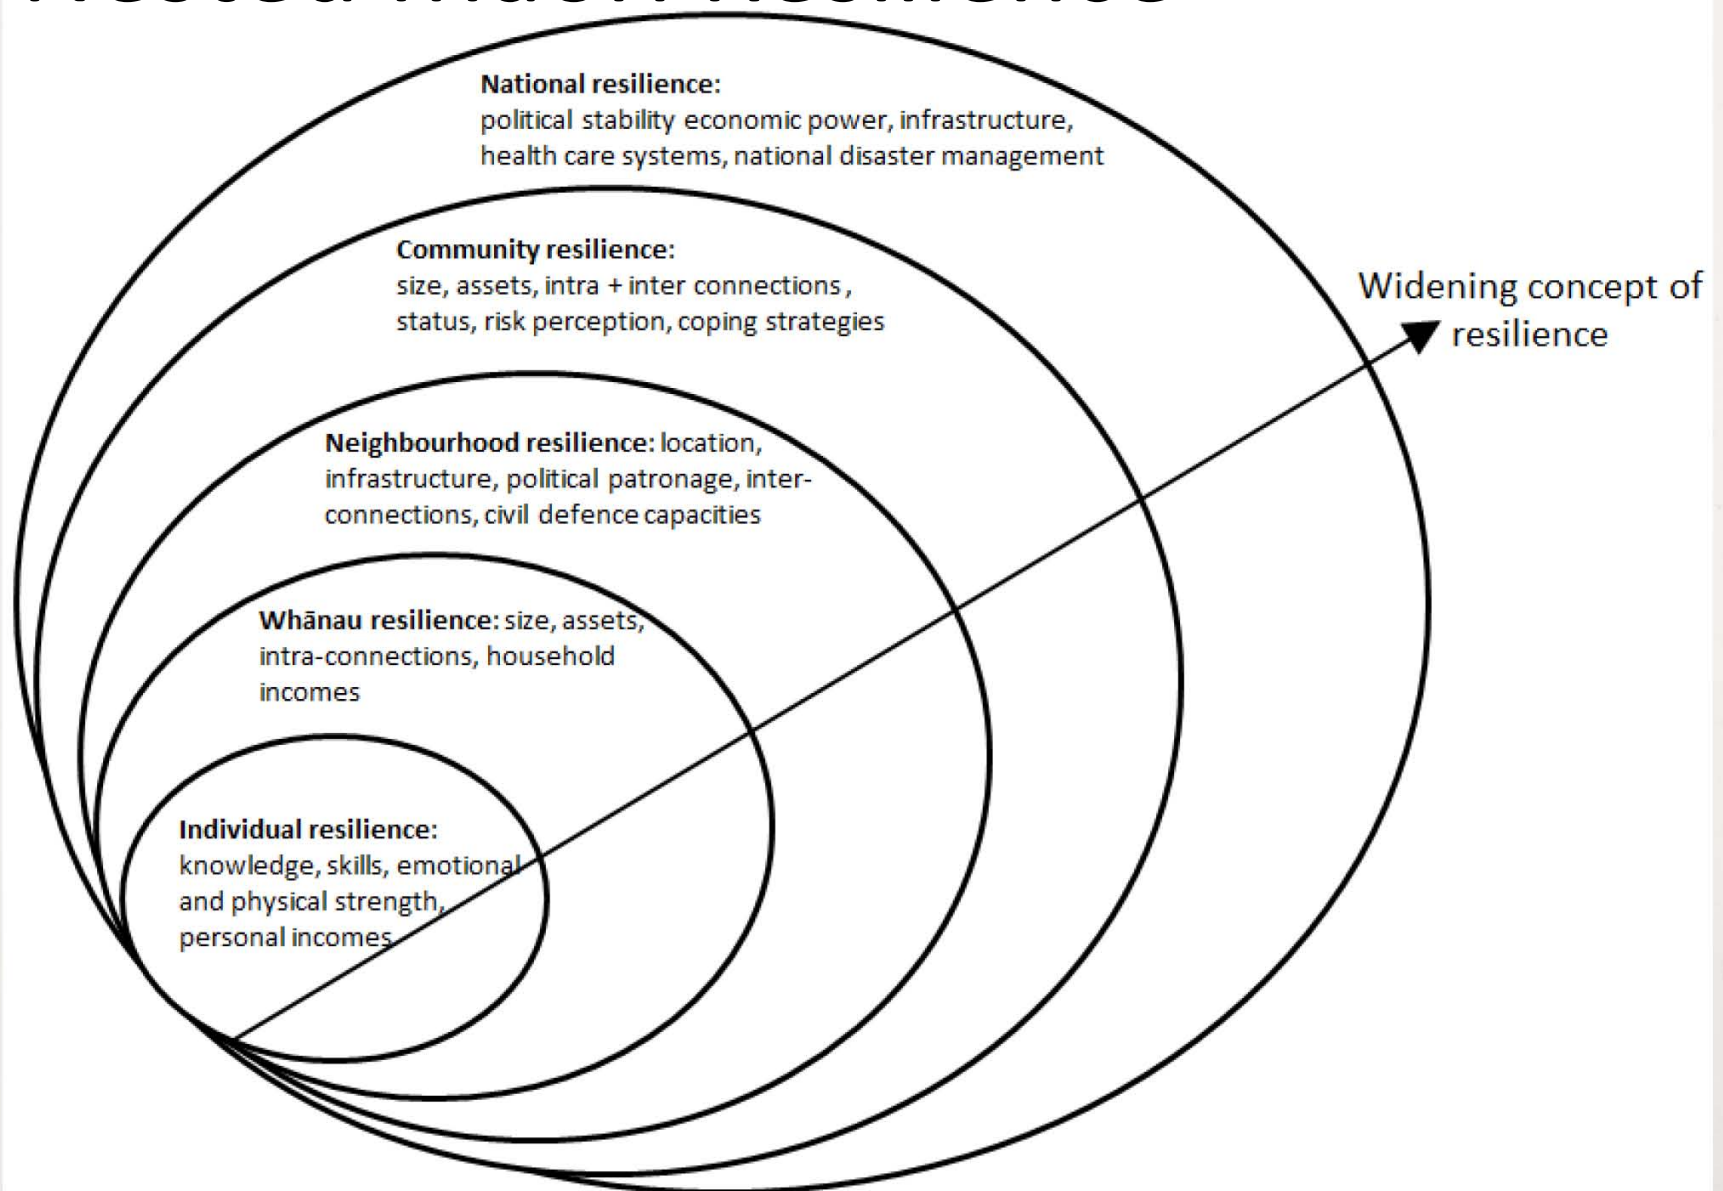 National resilience:
political stability economic power, infrastructure,
health care systems, national disaster management
Community resilience:
size, assets, intra + inter connections,
status, risk perception, coping strategies
Widening concept of
resilience
Neighbourhood resilience: location,
infrastructure, political patronage, inter-
connections, civil defence capacities
Whānau resilience: size, assets,
intra-connections, household
incomes
Individual resilience:
knowledge, skills, emotional
and physical strength,
personal incomes